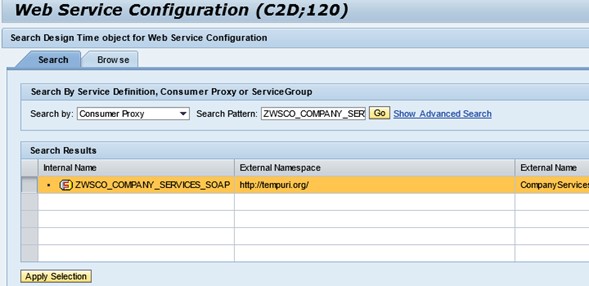 Web Service Configuration (C2D;120)
Search Design Time object for Web Service Configuration
Search Browse
Search By Service Definition, Consumer Proxy or ServiceGroup
Search by: Consumer Proxy Search Pattern: ZWSCO_COMPANY_SER Go Show Advanced Search
Search Results
Internal Name External Namespace External Name
ZWSCO_COMPANY_SERVICES_SOAP http://tempuri.org/ CompanyServices
Apply Selection